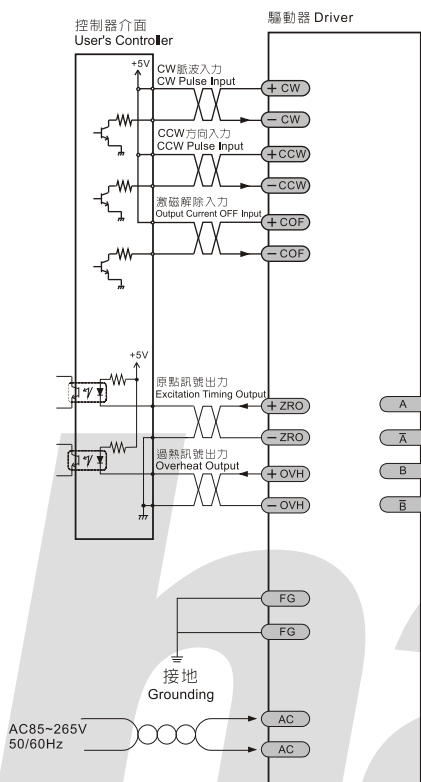 驅動器 Driver
控制器介面
User's Controller
+5V
CW脈波入力
CW Pulse Input
+ CW
− CW
CCW方向入力
CCW Pulse Input
+CCW
−CCW
激磁解除入力
Output Current OFF Input
+ COF
− COF
+5V
原點訊號出力
Excitation Timing Output
+ ZRO
− ZRO
過熱訊號出力
Overheat Output
+ OVH
− OVH
A
A̅
B
B̅
FG
FG
接地
Grounding
AC85~265V
50/60Hz
AC
AC